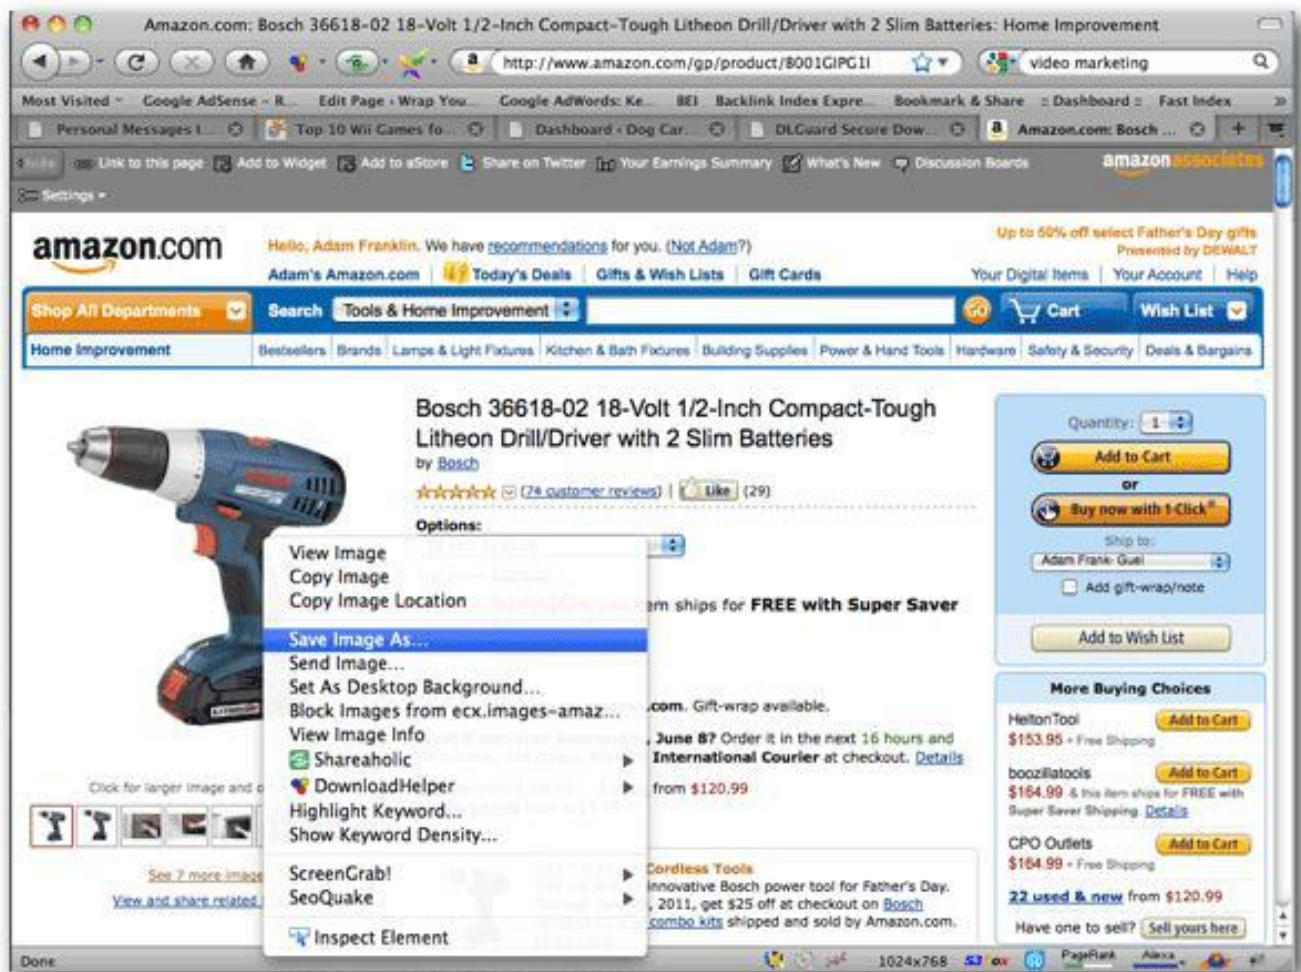 Amazon.com: Bosch 36618-02 18-Volt 1/2-Inch Compact-Tough Litheon Drill/Driver with 2 Slim Batteries: Home Improvement
http://www.amazon.com/gp/product/B001GIPG1I
video marketing
Most Visited Google AdSense - R... Edit Page ‹ Wrap You... Google AdWords: Ke... BEI Backlink Index Expre... Bookmark & Share :: Dashboard :: Fast Index
Personal Messages I... Top 10 Wii Games fo... Dashboard ‹ Dog Car... DLGuard Secure Dow... Amazon.com: Bosch ...
Link to this page Add to Widget Add to aStore Share on Twitter Your Earnings Summary What's New Discussion Boards amazonassociates
Settings
amazon.com
Hello, Adam Franklin. We have recommendations for you. (Not Adam?)
Up to 50% off select Father's Day gifts
Presented by DEWALT
Adam's Amazon.com Today's Deals Gifts & Wish Lists Gift Cards
Your Digital Items Your Account Help
Shop All Departments Search Tools & Home Improvement GO Cart Wish List
Home Improvement Bestsellers Brands Lamps & Light Fixtures Kitchen & Bath Fixtures Building Supplies Power & Hand Tools Hardware Safety & Security Deals & Bargains
Bosch 36618-02 18-Volt 1/2-Inch Compact-Tough
Litheon Drill/Driver with 2 Slim Batteries
by Bosch
(74 customer reviews) | Like (29)
Options:
View Image
Copy Image
Copy Image Location
Save Image As...
Send Image...
Set As Desktop Background...
Block Images from ecx.images-amaz...
View Image Info
Shareaholic
DownloadHelper
Highlight Keyword...
Show Keyword Density...
ScreenGrab!
SeoQuake
Inspect Element
em ships for FREE with Super Saver
.com. Gift-wrap available.
, June 8? Order it in the next 16 hours and
International Courier at checkout. Details
from $120.99
Cordless Tools
innovative Bosch power tool for Father's Day.
, 2011, get $25 off at checkout on Bosch
combo kits shipped and sold by Amazon.com.
Click for larger image and o
See 7 more image
View and share related
Quantity: 1
Add to Cart
or
Buy now with 1-Click®
Ship to:
Adam Frank- Guel
Add gift-wrap/note
Add to Wish List
More Buying Choices
HeltonTool Add to Cart
$153.95 + Free Shipping
boozillatools Add to Cart
$164.99 & this item ships for FREE with
Super Saver Shipping. Details
CPO Outlets Add to Cart
$164.99 + Free Shipping
22 used & new from $120.99
Have one to sell? Sell yours here
Done
1024x768 PageRank Alexa